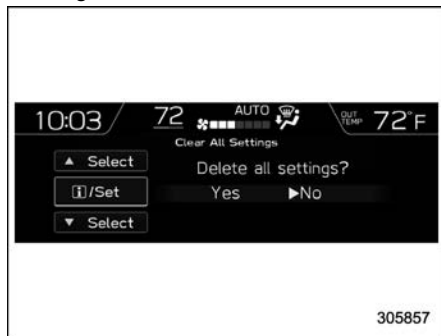 10:03 72 AUTO OUT TEMP 72°F
Clear All Settings
▲ Select
Delete all settings?
i/Set
Yes ▶No
▼ Select
305857